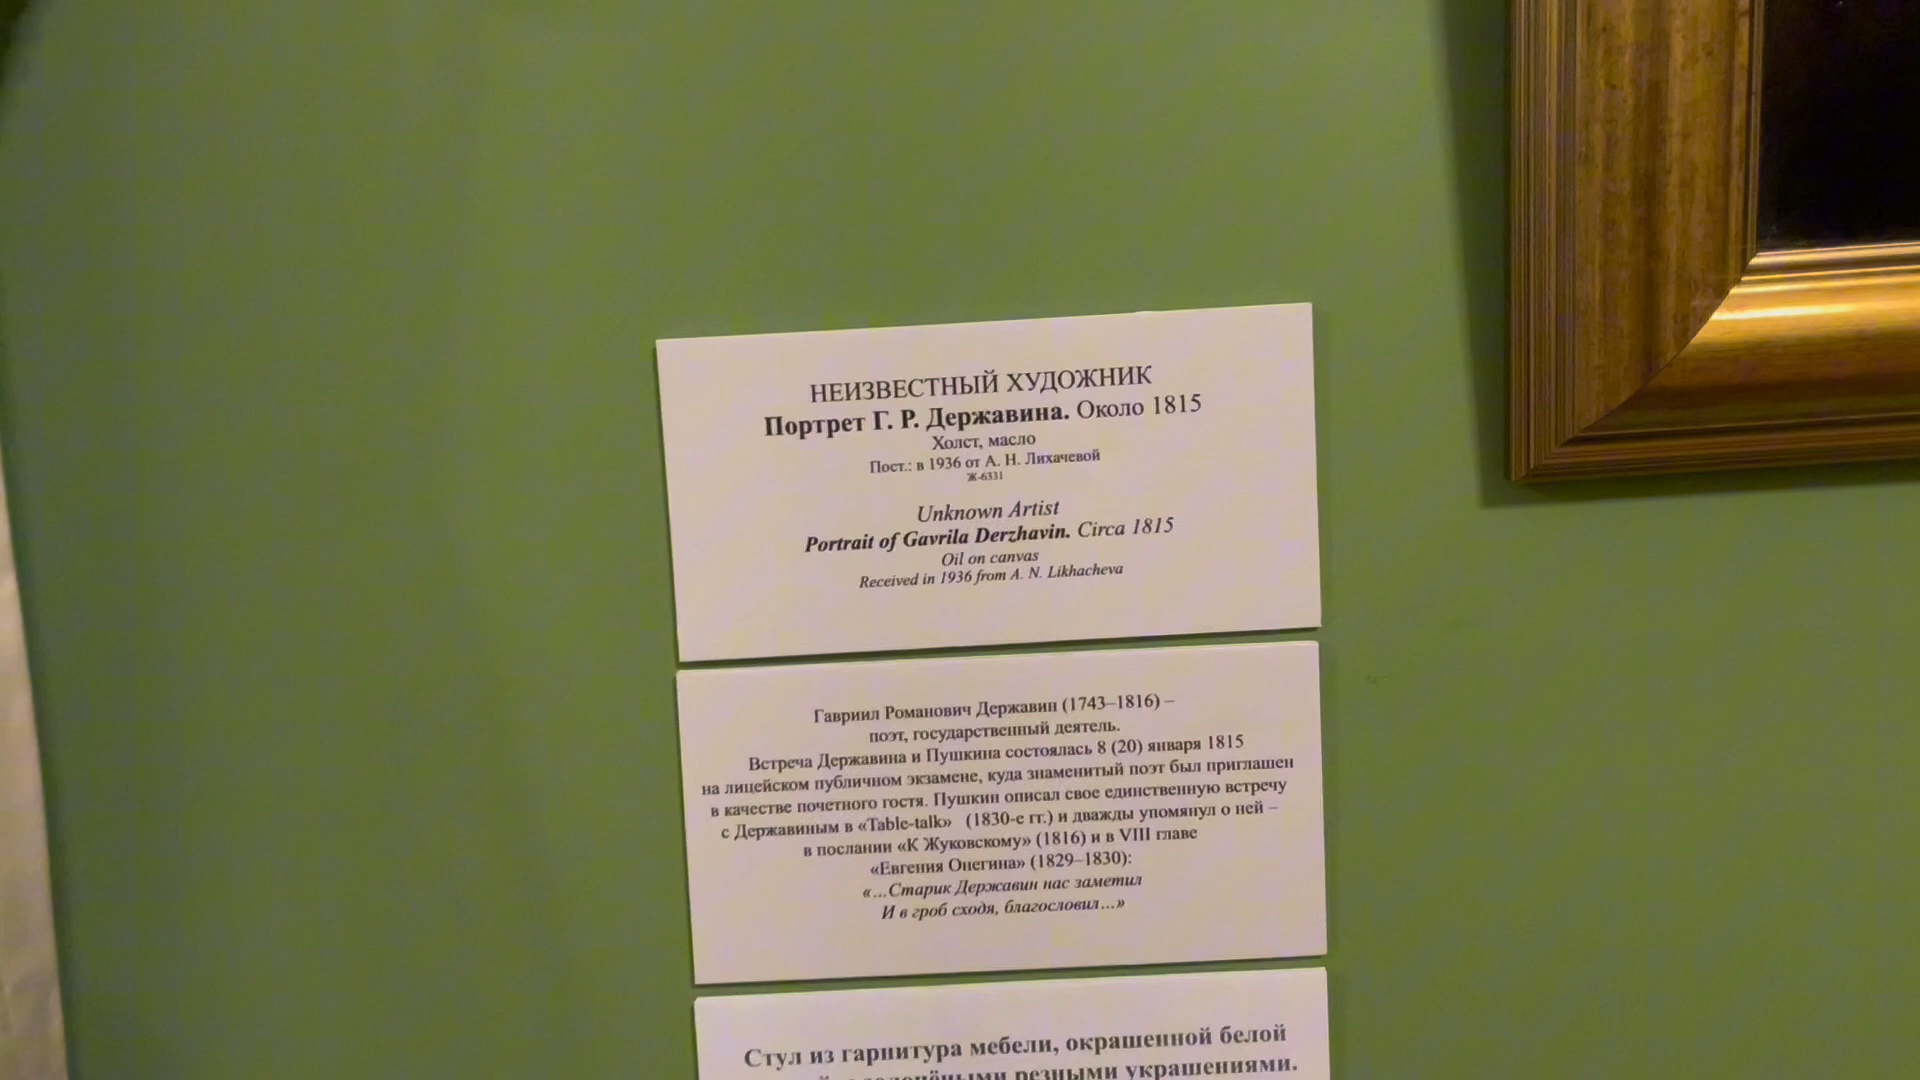 НЕИЗВЕСТНЫЙ ХУДОЖНИК
Портрет Г. Р. Державина. Около 1815
Холст, масло
Пост.: в 1936 от А. Н. Лихачевой
Ж-6331
Unknown Artist
Portrait of Gavrila Derzhavin. Circa 1815
Oil on canvas
Received in 1936 from A. N. Likhacheva
Гавриил Романович Державин (1743–1816) –
поэт, государственный деятель.
Встреча Державина и Пушкина состоялась 8 (20) января 1815
на лицейском публичном экзамене, куда знаменитый поэт был приглашен
в качестве почетного гостя. Пушкин описал свое единственную встречу
с Державиным в «Table-talk» (1830-е гг.) и дважды упомянул о ней –
в послании «К Жуковскому» (1816) и в VIII главе
«Евгения Онегина» (1829–1830):
«...Старик Державин нас заметил
И в гроб сходя, благословил...»
Стул из гарнитура мебели, окрашенной белой
резными украшениями.